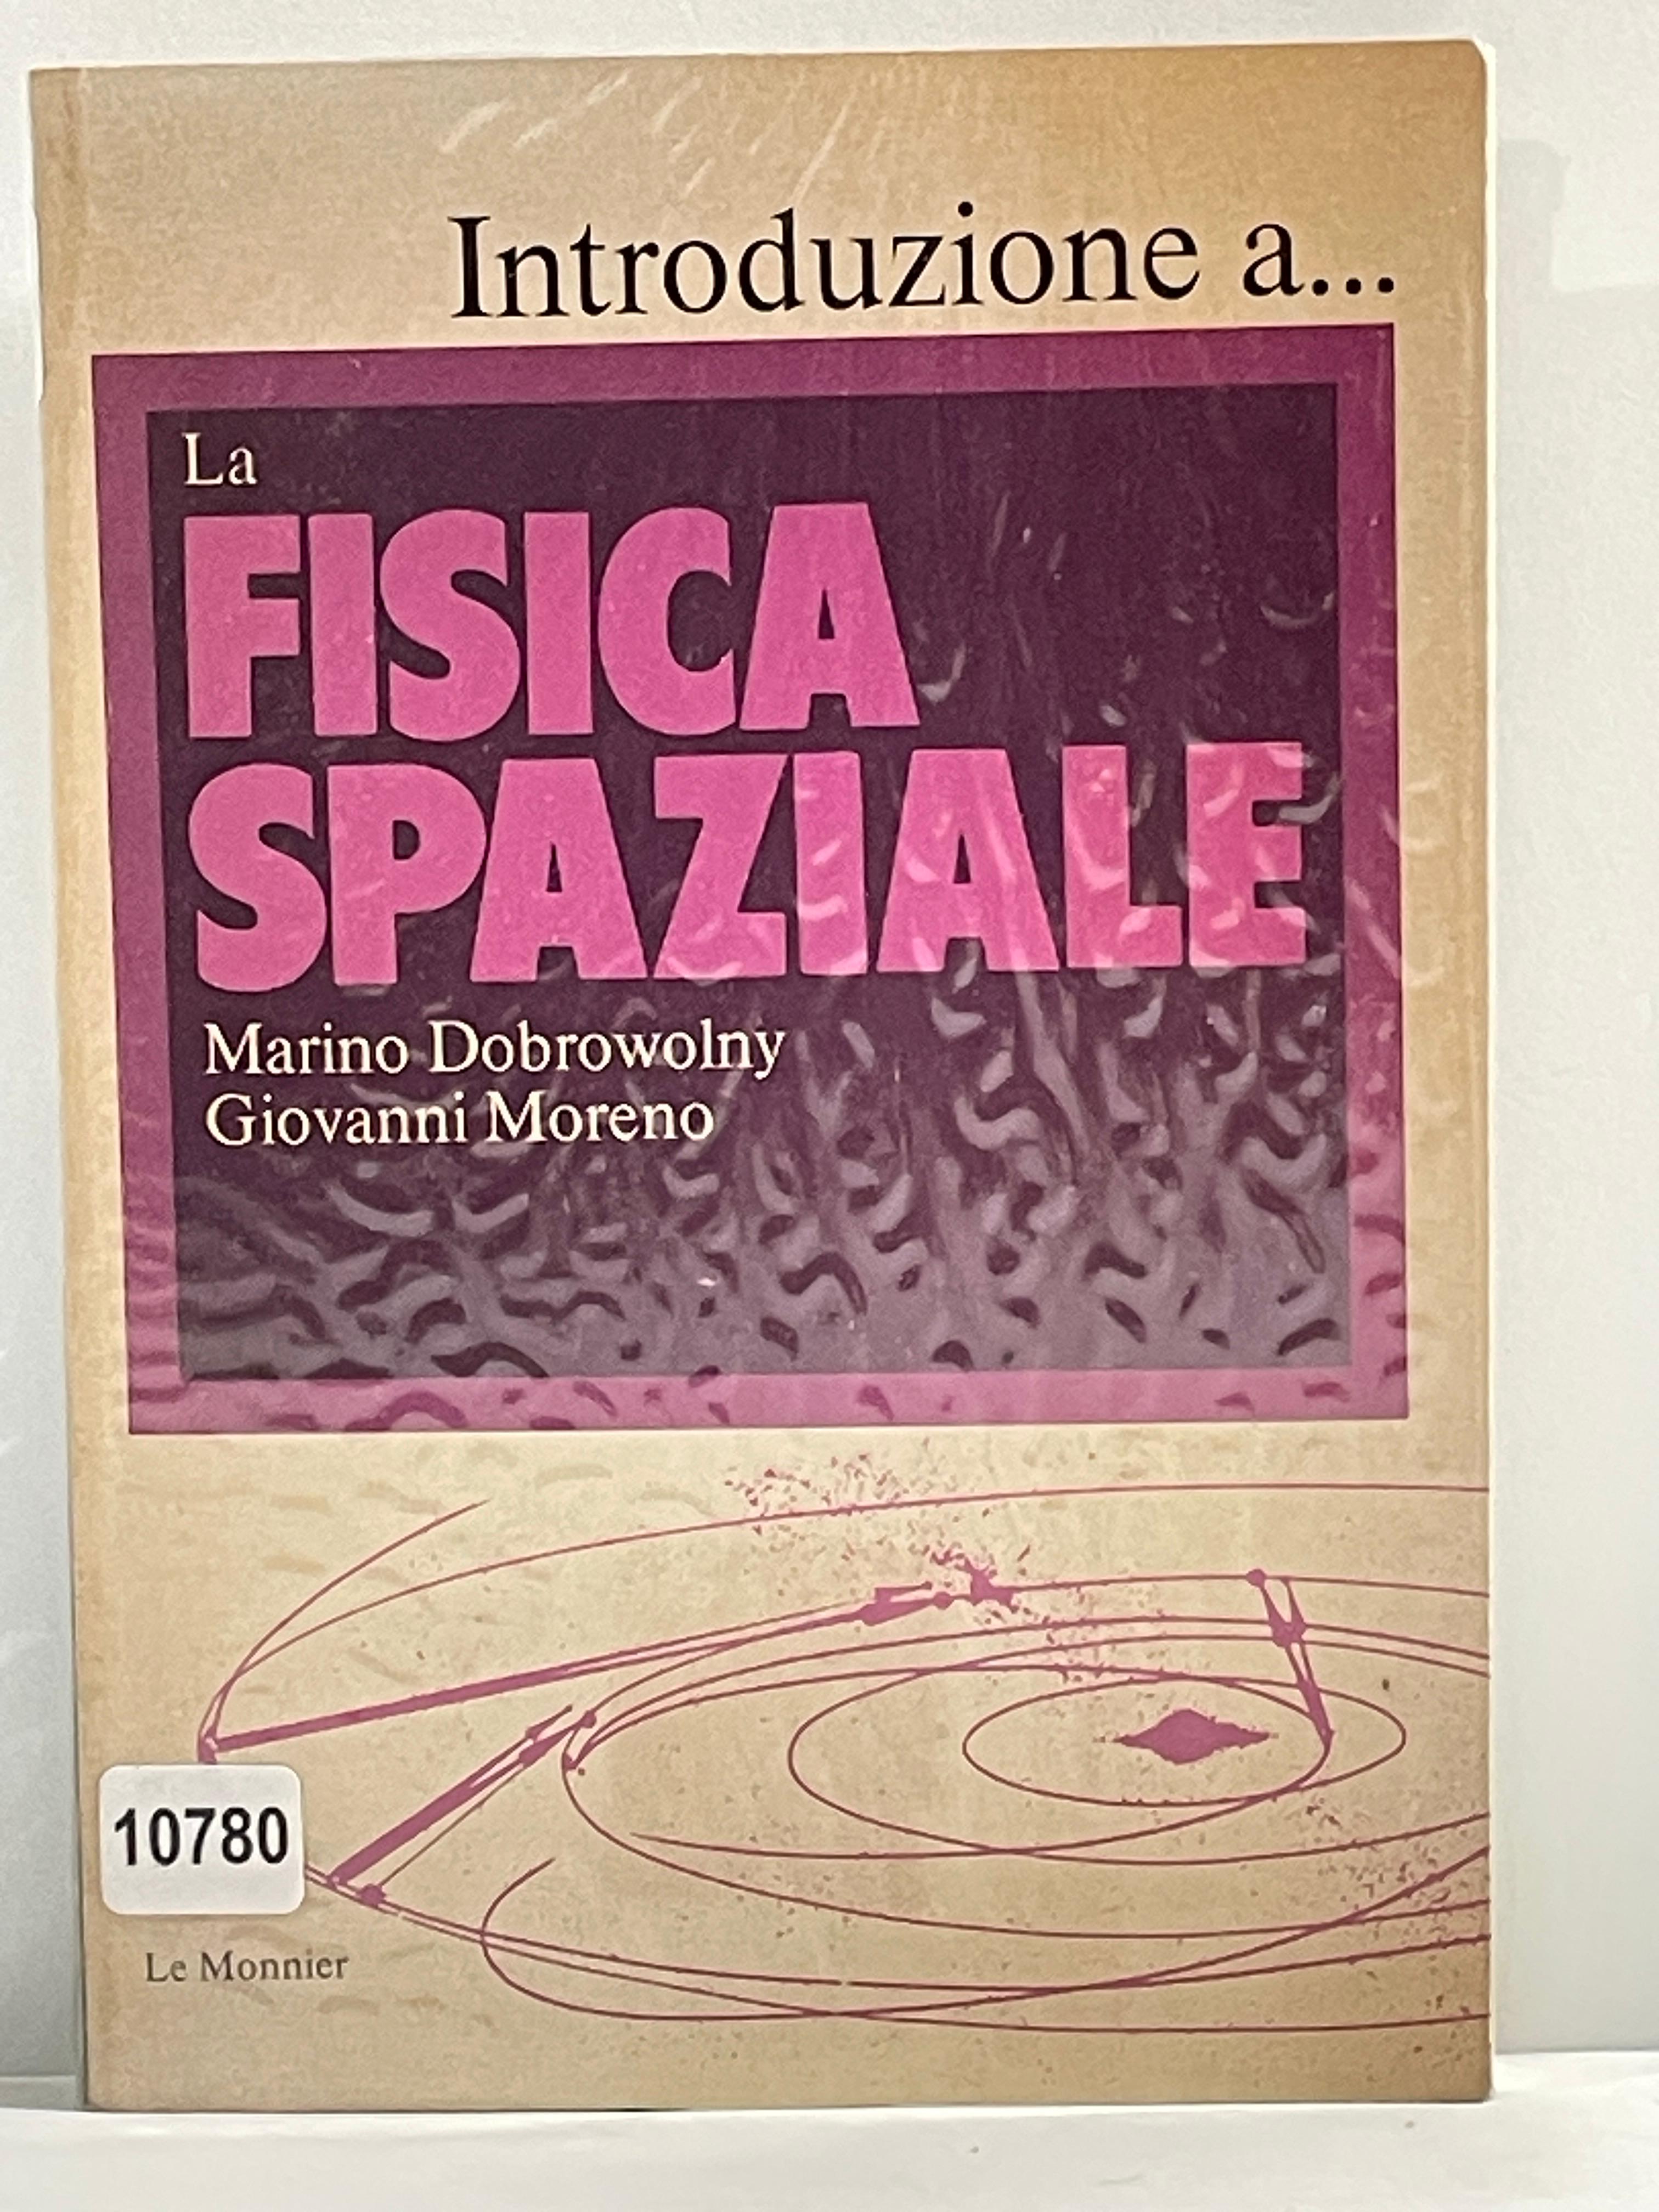 Introduzione a...
La
FISICA
SPAZIALE
Marino Dobrowolny
Giovanni Moreno
10780
Le Monnier